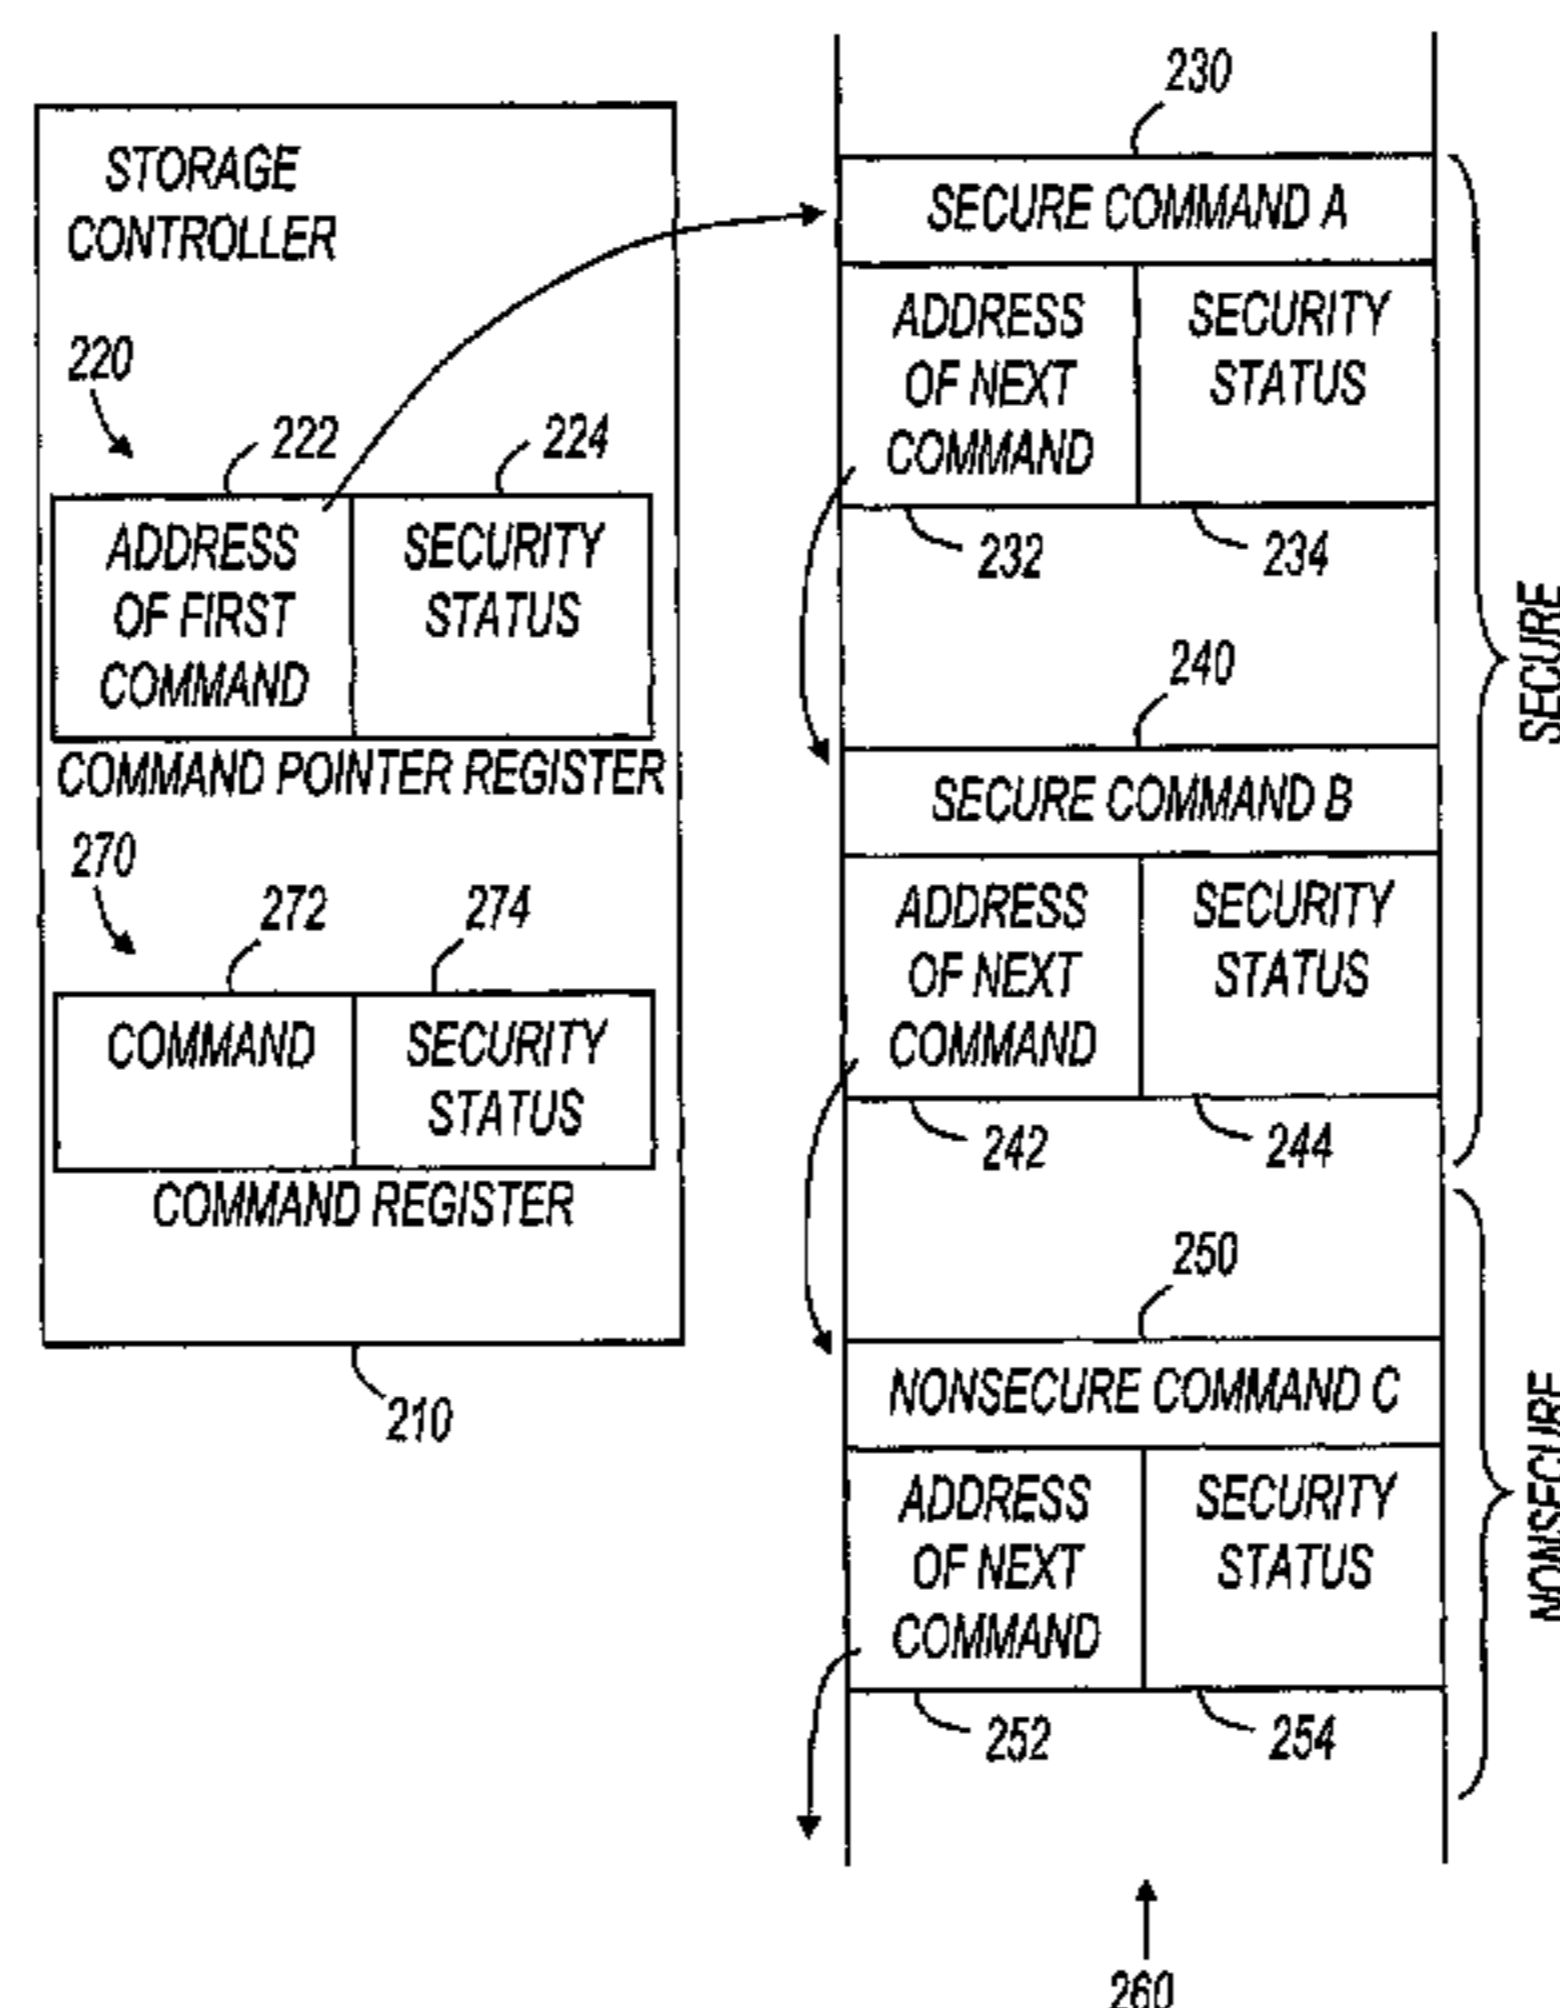 STORAGE
CONTROLLER
220
222
224
ADDRESS
OF FIRST
COMMAND
SECURITY
STATUS
COMMAND POINTER REGISTER
270
272
274
COMMAND
SECURITY
STATUS
COMMAND REGISTER
210
230
SECURE COMMAND A
ADDRESS
OF NEXT
COMMAND
SECURITY
STATUS
232
234
240
SECURE COMMAND B
ADDRESS
OF NEXT
COMMAND
SECURITY
STATUS
242
244
250
NONSECURE COMMAND C
ADDRESS
OF NEXT
COMMAND
SECURITY
STATUS
252
254
260
SECURE
NONSECURE